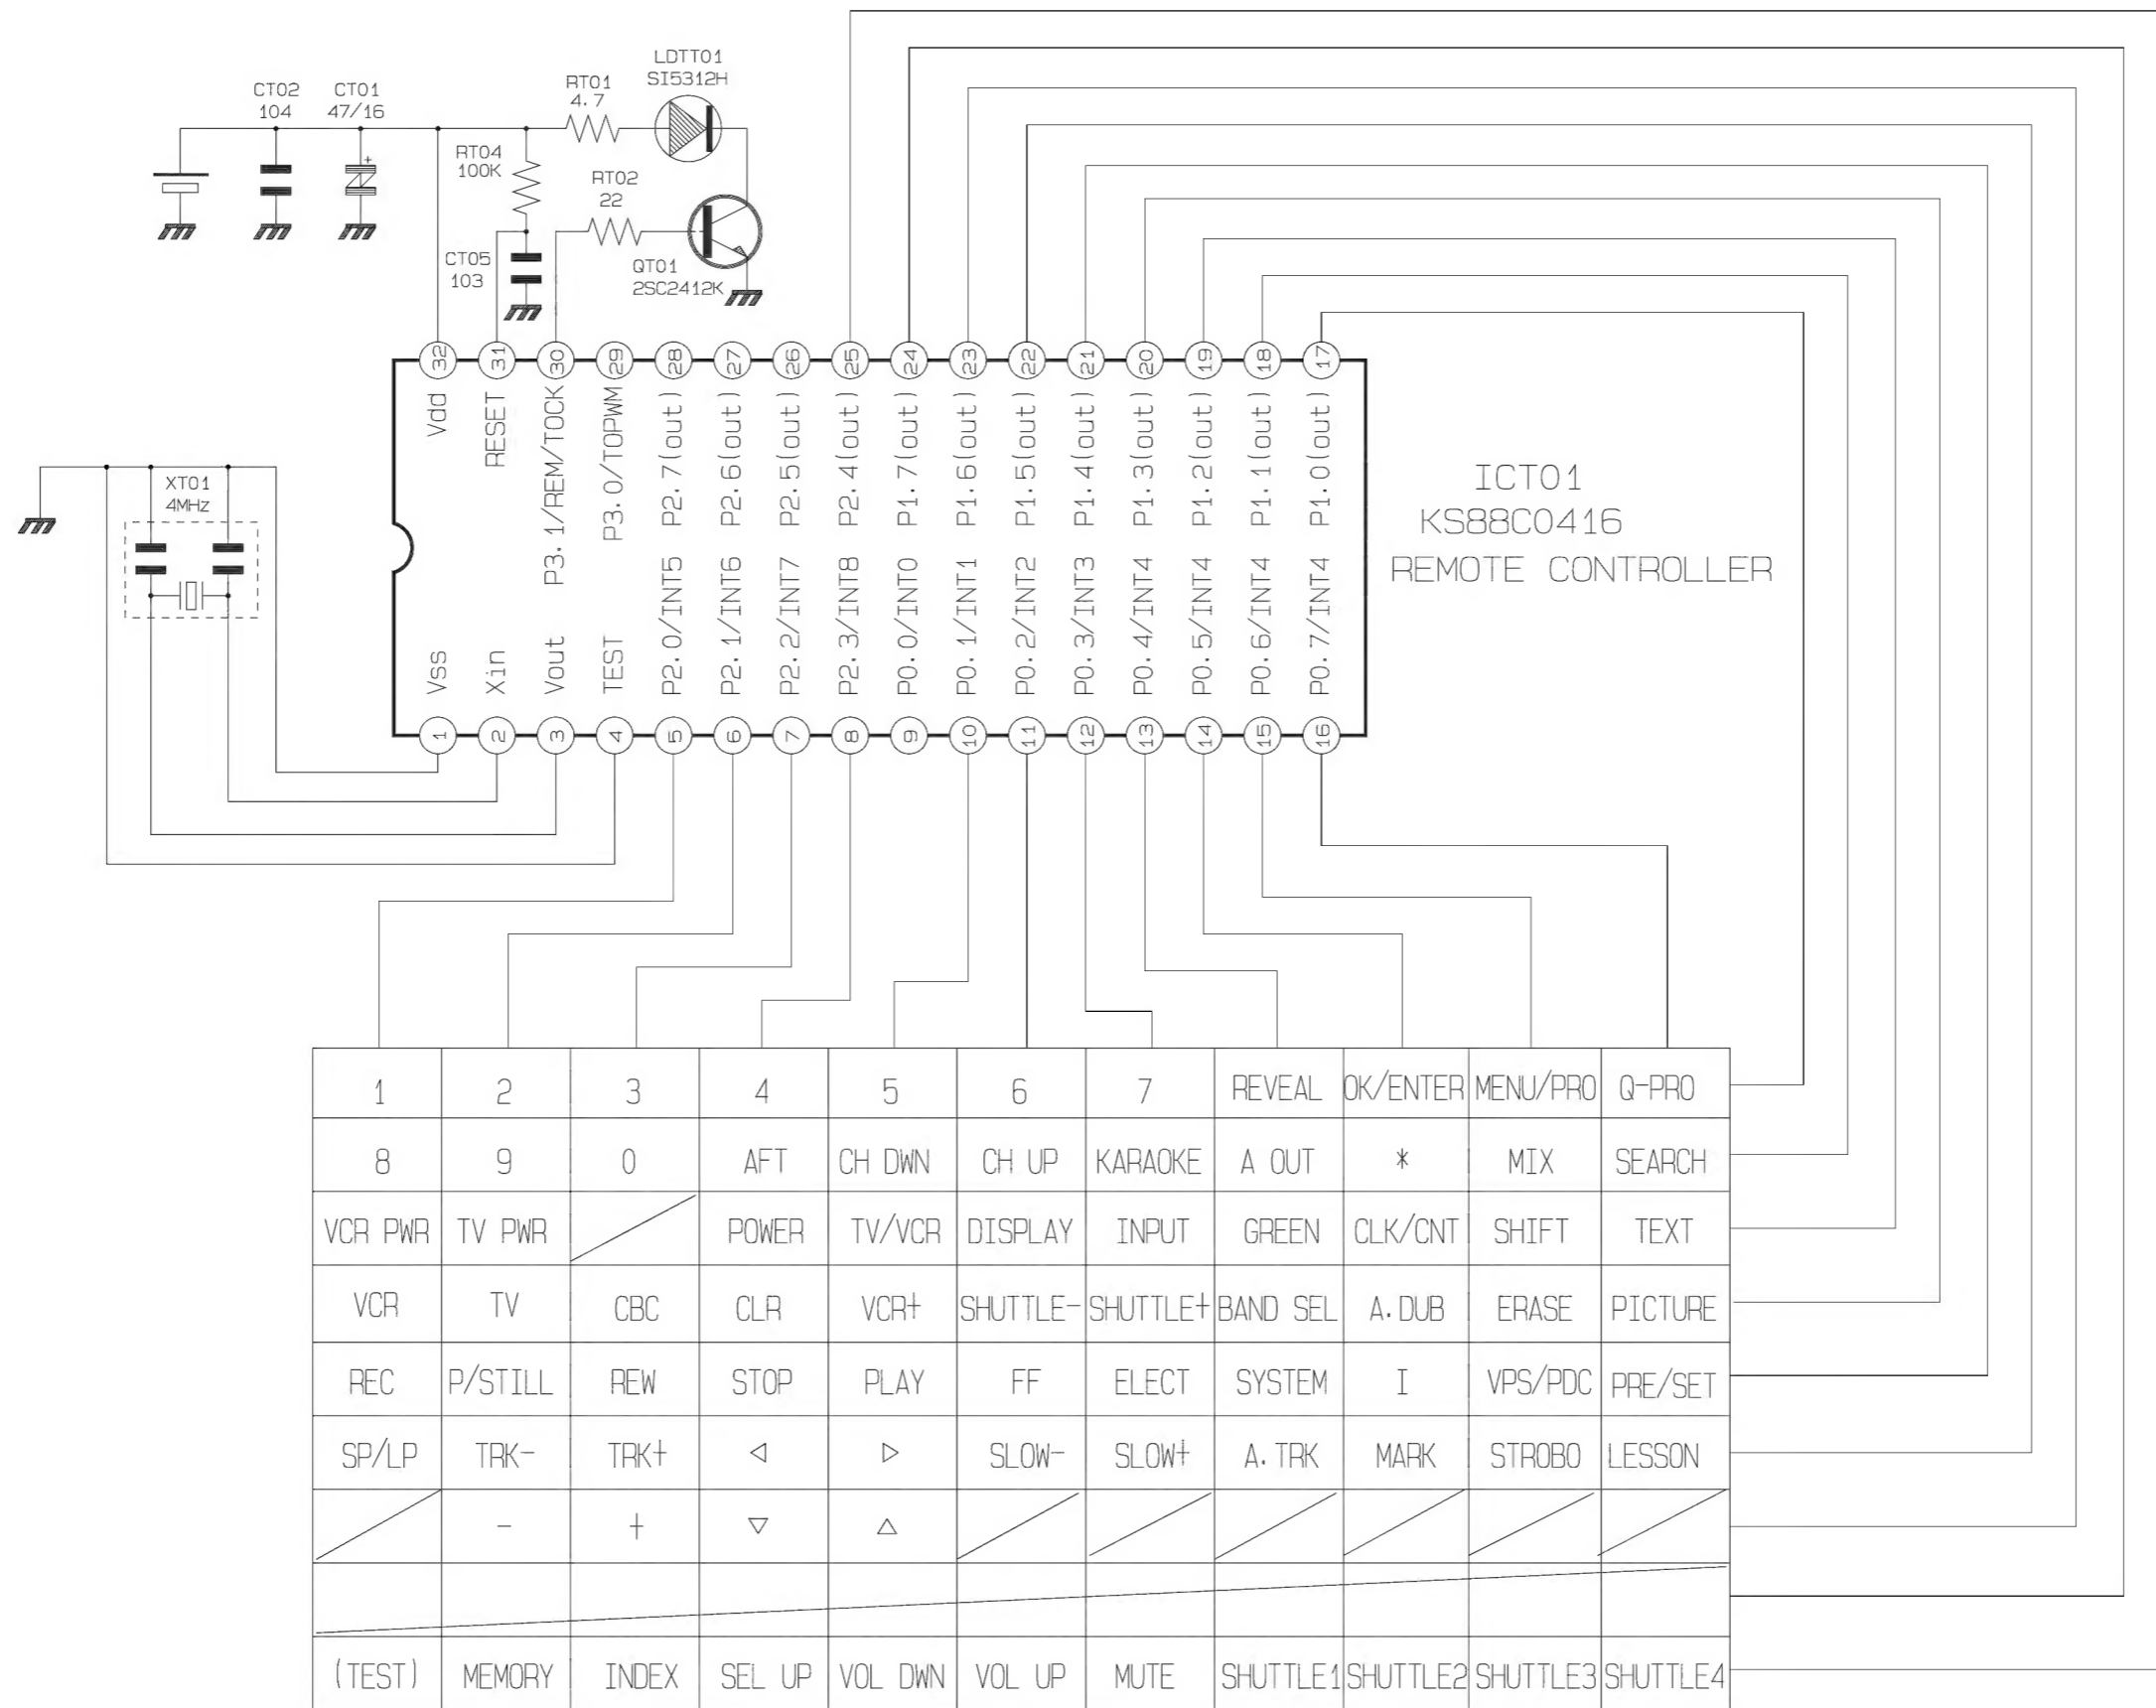 LDTT01
SI5312H
RT01
4.7
CT02
104
CT01
47/16
RT04
100K
RT02
22
CT05
103
QT01
2SC2412K
32 31 30 29 28 27 26 25 24 23 22 21 20 19 18 17
Vdd
RESET
P3.1/REM/TOCK
P3.0/TOPWM
P2.7(out)
P2.6(out)
P2.5(out)
P2.4(out)
P1.7(out)
P1.6(out)
P1.5(out)
P1.4(out)
P1.3(out)
P1.2(out)
P1.1(out)
P1.0(out)
XT01
4MHz
ICT01
KS88C0416
REMOTE CONTROLLER
Vss
Xin
Vout
TEST
P2.0/INT5
P2.1/INT6
P2.2/INT7
P2.3/INT8
P0.0/INT0
P0.1/INT1
P0.2/INT2
P0.3/INT3
P0.4/INT4
P0.5/INT4
P0.6/INT4
P0.7/INT4
1 2 3 4 5 6 7 8 9 10 11 12 13 14 15 16
1 2 3 4 5 6 7 REVEAL OK/ENTER MENU/PRO Q-PRO
8 9 0 AFT CH DWN CH UP KARAOKE A OUT * MIX SEARCH
VCR PWR TV PWR POWER TV/VCR DISPLAY INPUT GREEN CLK/CNT SHIFT TEXT
VCR TV CBC CLR VCR+ SHUTTLE- SHUTTLE+ BAND SEL A.DUB ERASE PICTURE
REC P/STILL REW STOP PLAY FF ELECT SYSTEM I VPS/PDC PRE/SET
SP/LP TRK- TRK+ ◁ ▷ SLOW- SLOW+ A.TRK MARK STROBO LESSON
- + ▽ △
(TEST) MEMORY INDEX SEL UP VOL DWN VOL UP MUTE SHUTTLE1 SHUTTLE2 SHUTTLE3 SHUTTLE4